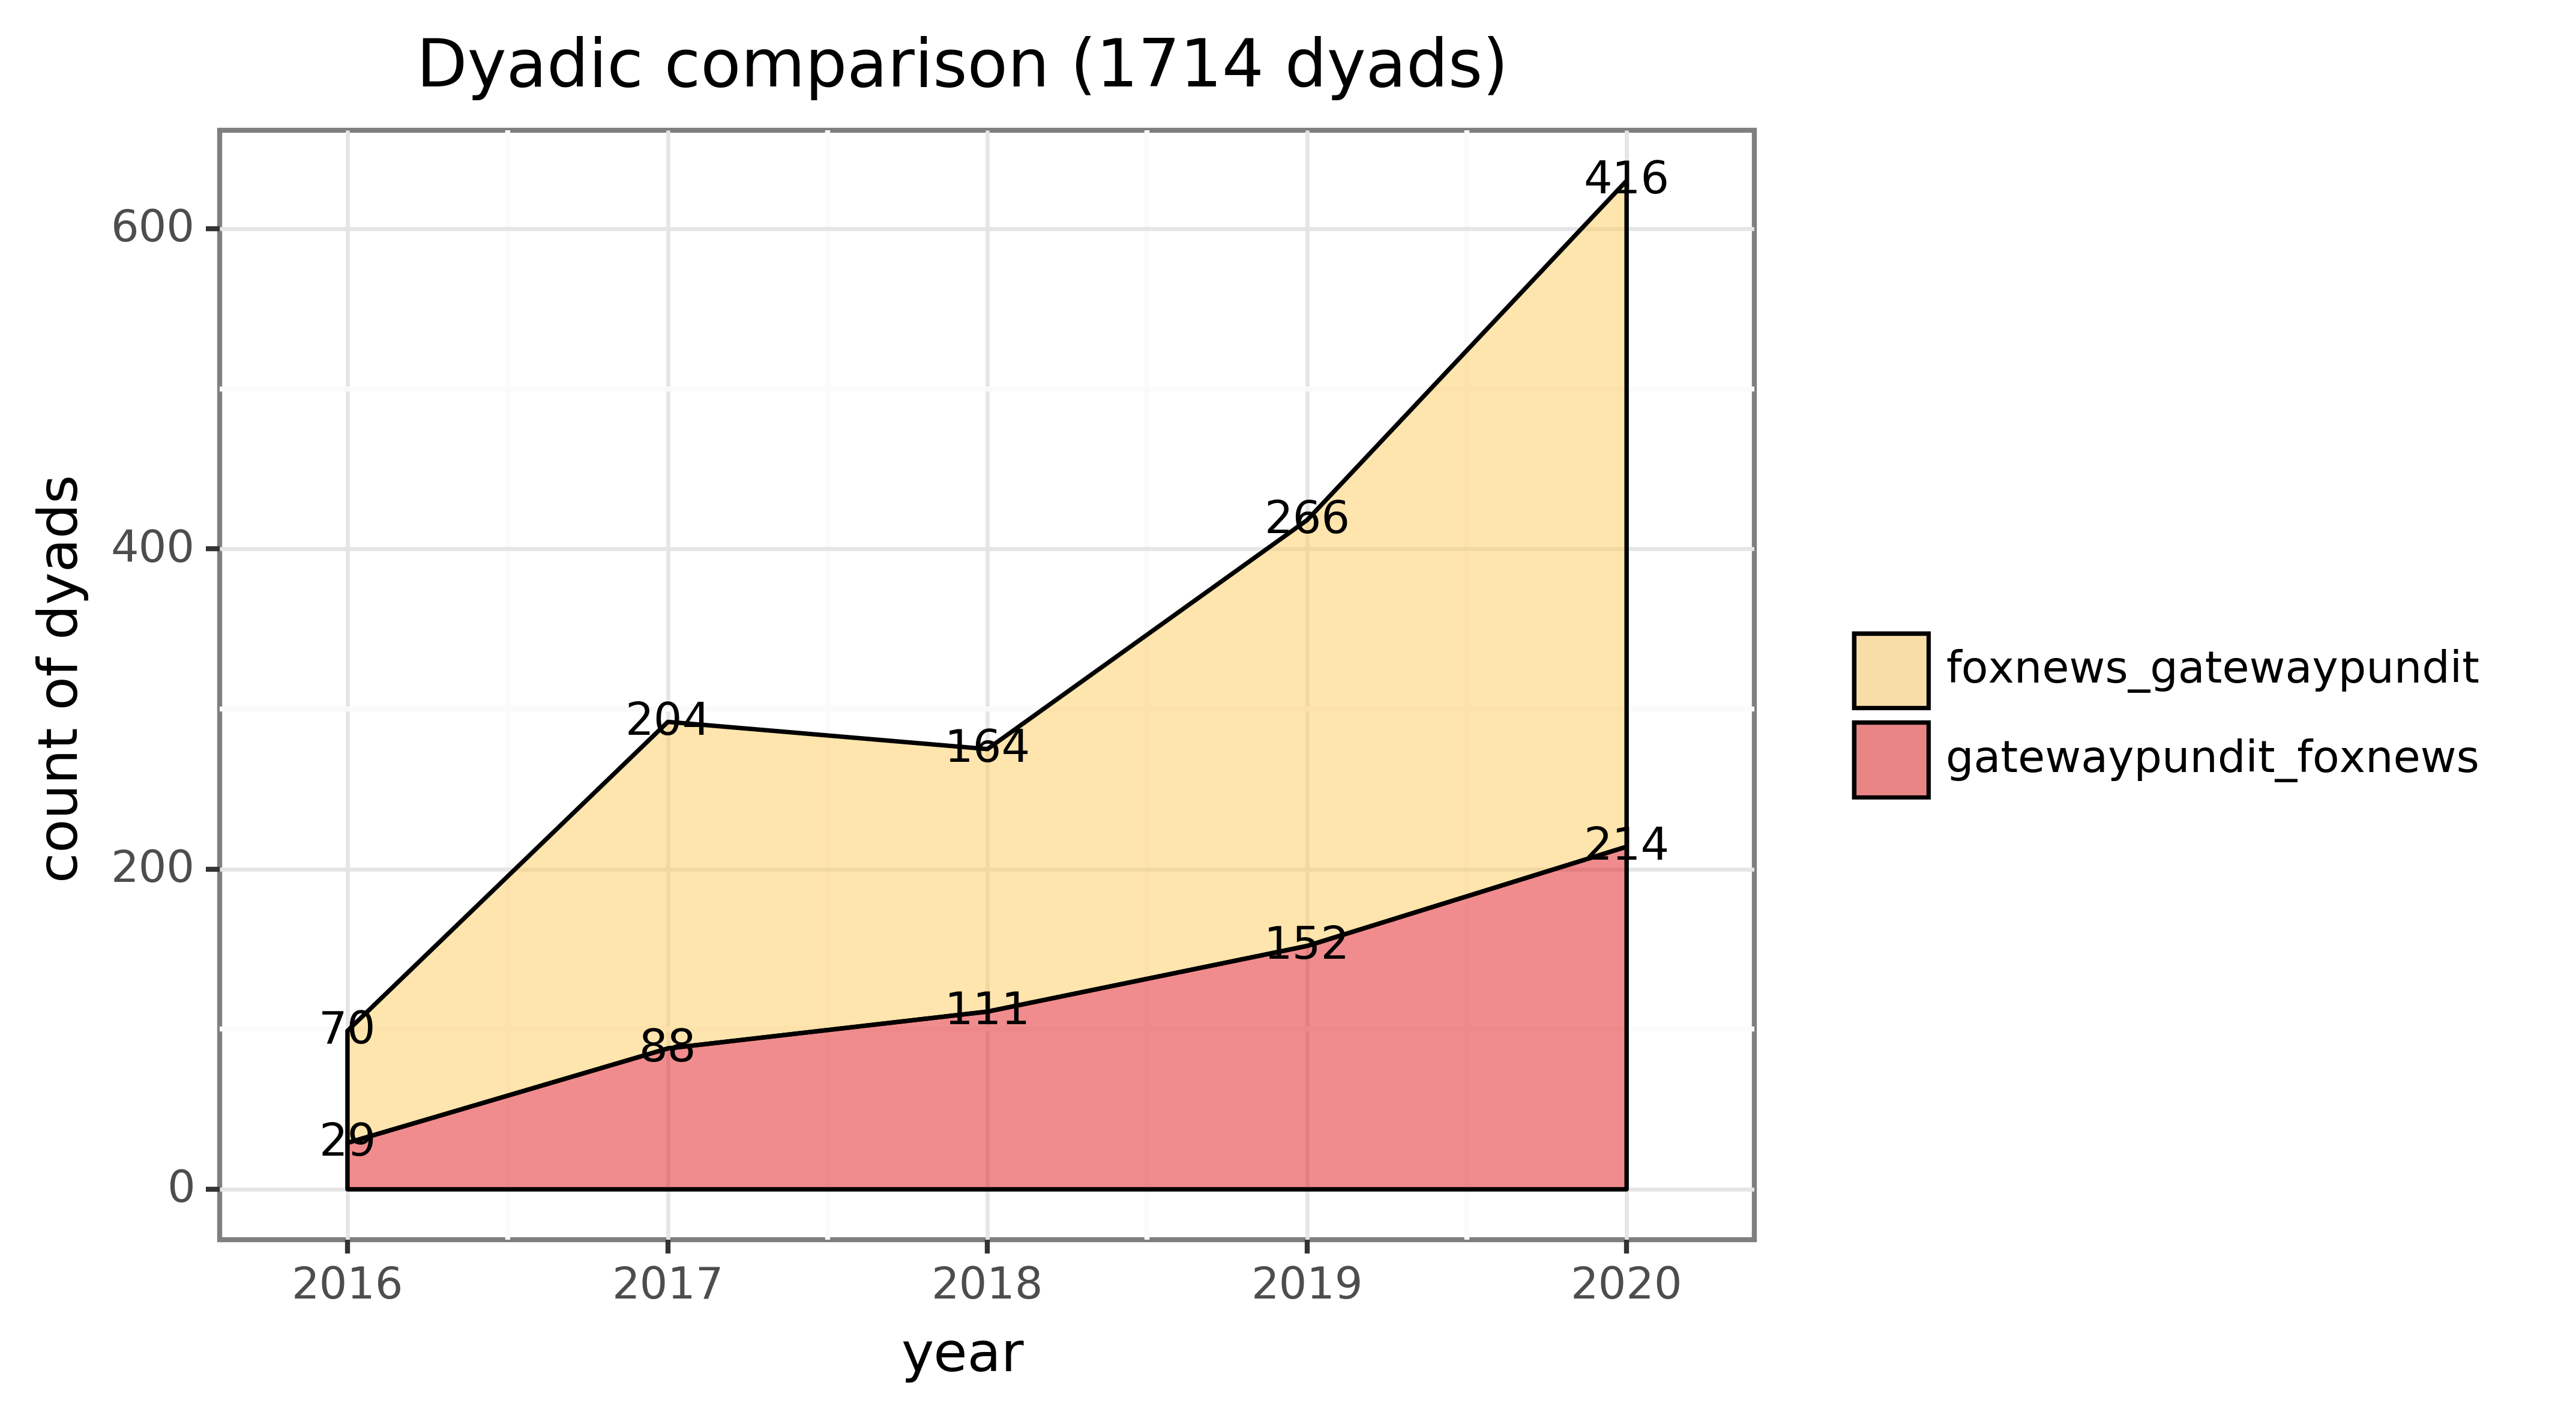 Dyadic comparison (1714 dyads)
count of dyads
600
400
200
0
416
266
204
164
214
152
111
88
70
29
2016 2017 2018 2019 2020
year
foxnews_gatewaypundit
gatewaypundit_foxnews